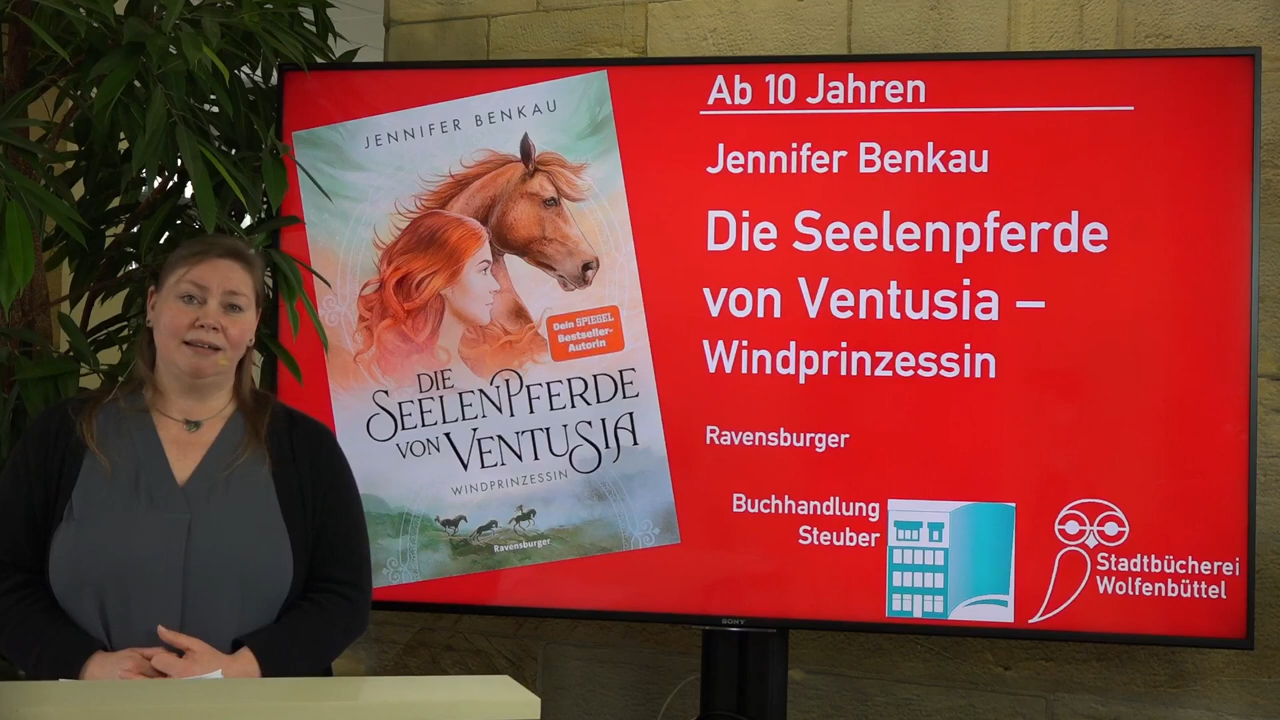 JENNIFER BENKAU
Dein SPIEGEL
Bestseller-
Autorin
DIE
SEELENPFERDE
VON VENTUSIA
WINDPRINZESSIN
Ravensburger
Ab 10 Jahren
Jennifer Benkau
Die Seelenpferde
von Ventusia –
Windprinzessin
Ravensburger
Buchhandlung
Steuber
Stadtbücherei
Wolfenbüttel
SONY